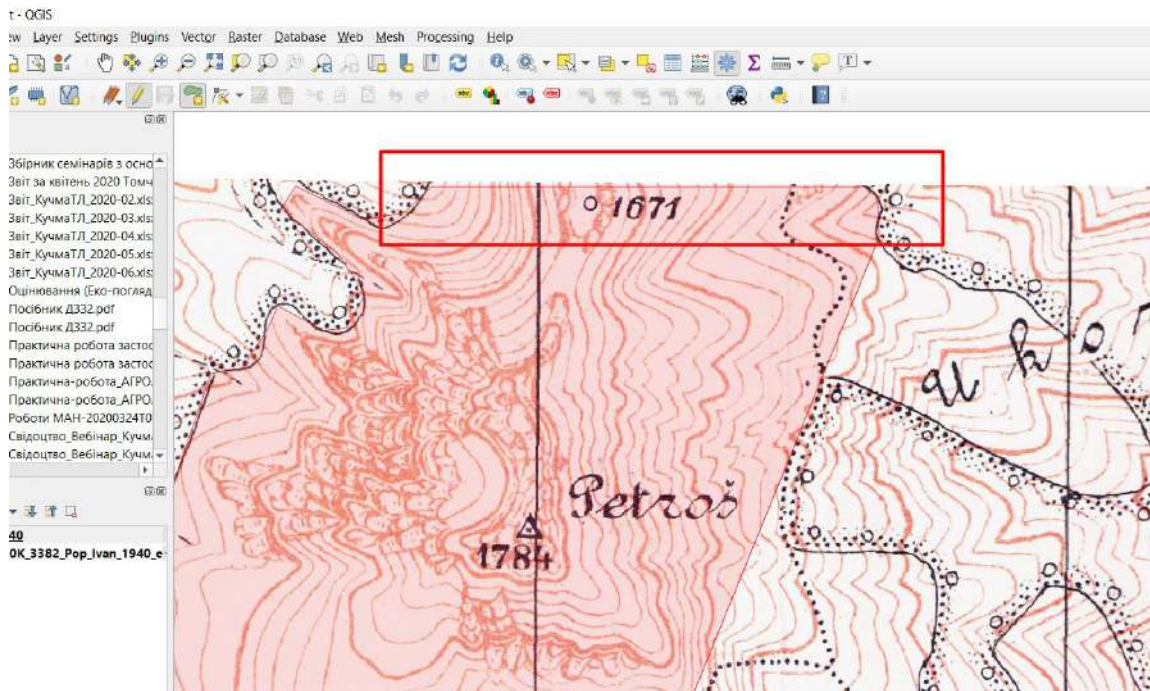 t - QGIS
ew Layer Settings Plugins Vector Raster Database Web Mesh Processing Help
Збірник семінарів з осно
Звіт за квітень 2020 Томч
Звіт_КучмаТЛ_2020-02.xls:
Звіт_КучмаТЛ_2020-03.xls:
Звіт_КучмаТЛ_2020-04.xls:
Звіт_КучмаТЛ_2020-05.xls:
Звіт_КучмаТЛ_2020-06.xls:
Оцінювання (Еко-погляд
Посібник ДЗЗ2.pdf
Посібник ДЗЗ2.pdf
Практична робота застос
Практична робота застос
Практична-робота_АГРО.
Практична-робота_АГРО.
Роботи МАН-20200324T0
Свідоцтво_Вебінар_Кучм
Свідоцтво_Вебінар_Кучм
40
0K_3382_Pop_Ivan_1940_e
1671
Petroš
1784